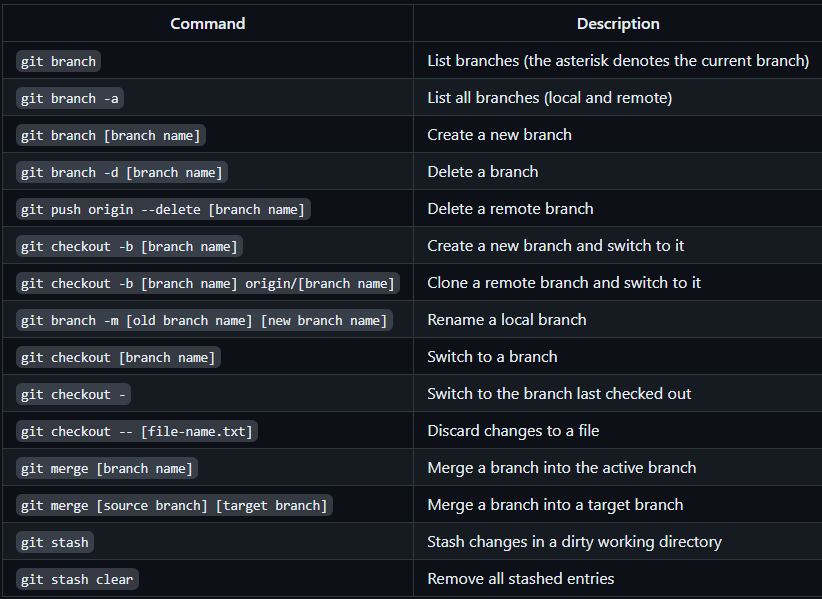 Command Description
git branch List branches (the asterisk denotes the current branch)
git branch -a List all branches (local and remote)
git branch [branch name] Create a new branch
git branch -d [branch name] Delete a branch
git push origin --delete [branch name] Delete a remote branch
git checkout -b [branch name] Create a new branch and switch to it
git checkout -b [branch name] origin/[branch name] Clone a remote branch and switch to it
git branch -m [old branch name] [new branch name] Rename a local branch
git checkout [branch name] Switch to a branch
git checkout - Switch to the branch last checked out
git checkout -- [file-name.txt] Discard changes to a file
git merge [branch name] Merge a branch into the active branch
git merge [source branch] [target branch] Merge a branch into a target branch
git stash Stash changes in a dirty working directory
git stash clear Remove all stashed entries